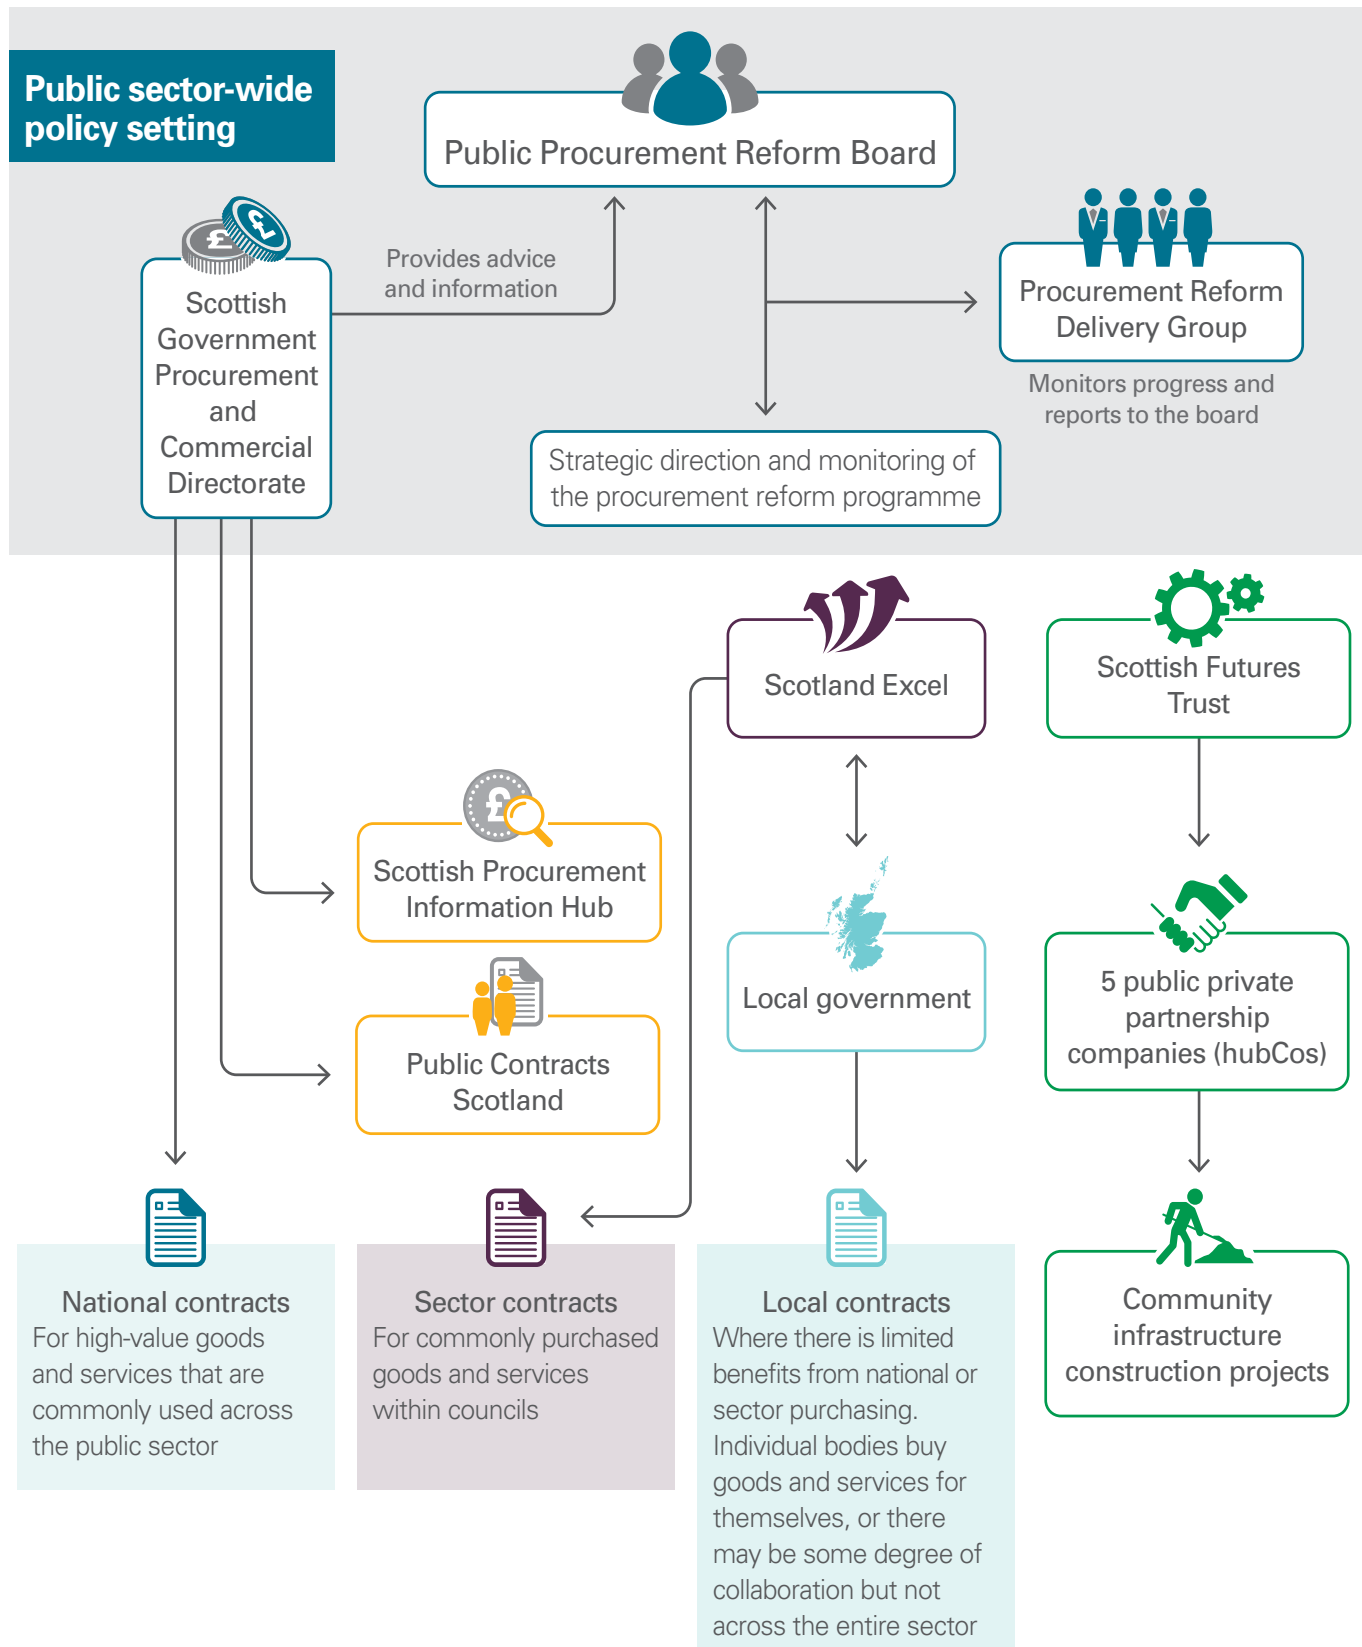 Public sector-wide
policy setting
Public Procurement Reform Board
Provides advice
and information
Scottish
Government
Procurement
and
Commercial
Directorate
Procurement Reform
Delivery Group
Monitors progress and
reports to the board
Strategic direction and monitoring of
the procurement reform programme
Scotland Excel
Scottish Futures
Trust
£
Scottish Procurement
Information Hub
Local government
5 public private
partnership
companies (hubCos)
Public Contracts
Scotland
National contracts
For high-value goods
and services that are
commonly used across
the public sector
Sector contracts
For commonly purchased
goods and services
within councils
Local contracts
Where there is limited
benefits from national or
sector purchasing.
Individual bodies buy
goods and services for
themselves, or there
may be some degree of
collaboration but not
across the entire sector
Community
infrastructure
construction projects